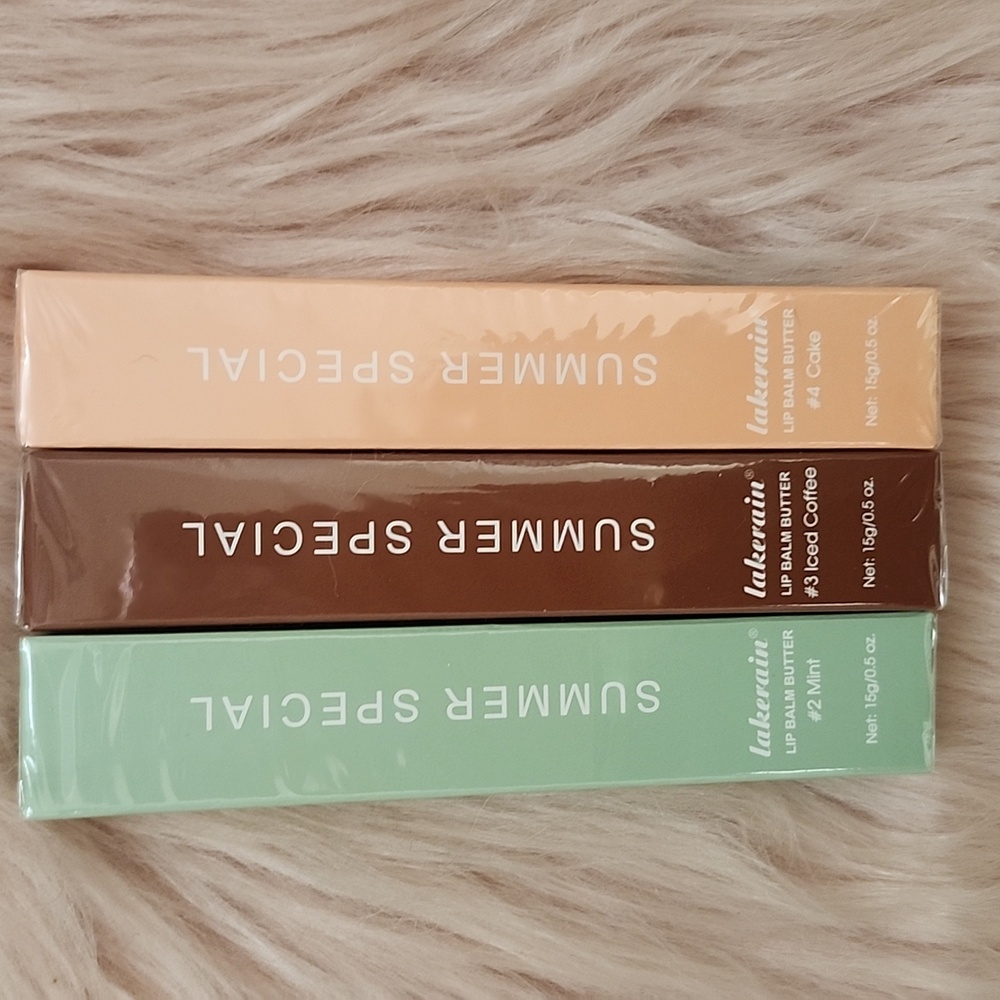 SUMMER SPECIAL
lakerain
LIP BALM BUTTER
#4 Cake
Net: 15g/0.5 oz.
SUMMER SPECIAL
lakerain®
LIP BALM BUTTER
#3 Iced Coffee
Net: 15g/0.5 oz.
SUMMER SPECIAL
lakerain®
LIP BALM BUTTER
#2 Mint
Net: 15g/0.5 oz.